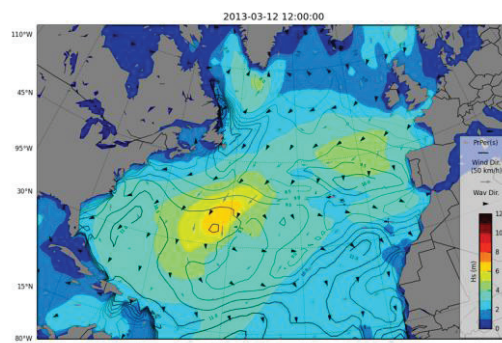 2013-03-12 12:00:00
110°W
45°N
95°W
30°N
15°N
80°W
PtPer(s)
Wind Dir.
(50 km/h)
Wav Dir.
Hs (m)
12
10
8
6
4
2
0